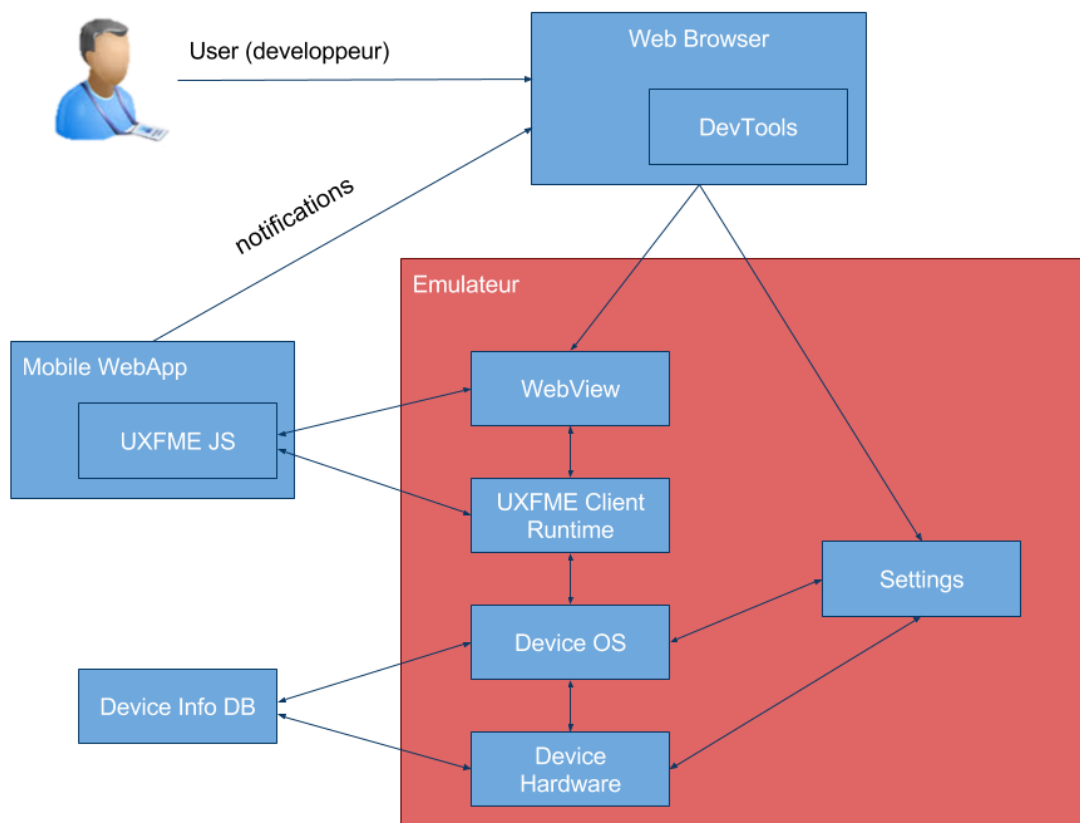 User (developpeur)
Web Browser
DevTools
notifications
Emulateur
Mobile WebApp
UXFME JS
WebView
UXFME Client
Runtime
Settings
Device OS
Device Info DB
Device
Hardware